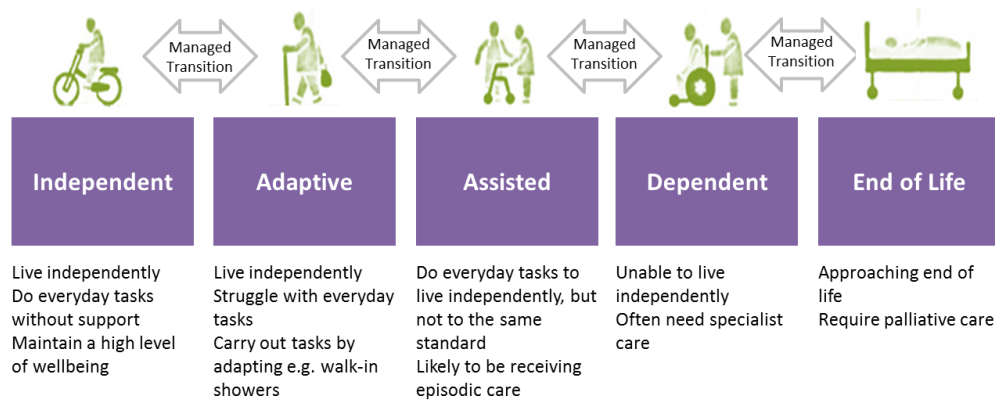 Managed
Transition
Managed
Transition
Managed
Transition
Managed
Transition
Independent
Adaptive
Assisted
Dependent
End of Life
Live independently
Do everyday tasks
without support
Maintain a high level
of wellbeing
Live independently
Struggle with everyday
tasks
Carry out tasks by
adapting e.g. walk-in
showers
Do everyday tasks to
live independently, but
not to the same
standard
Likely to be receiving
episodic care
Unable to live
independently
Often need specialist
care
Approaching end of
life
Require palliative care